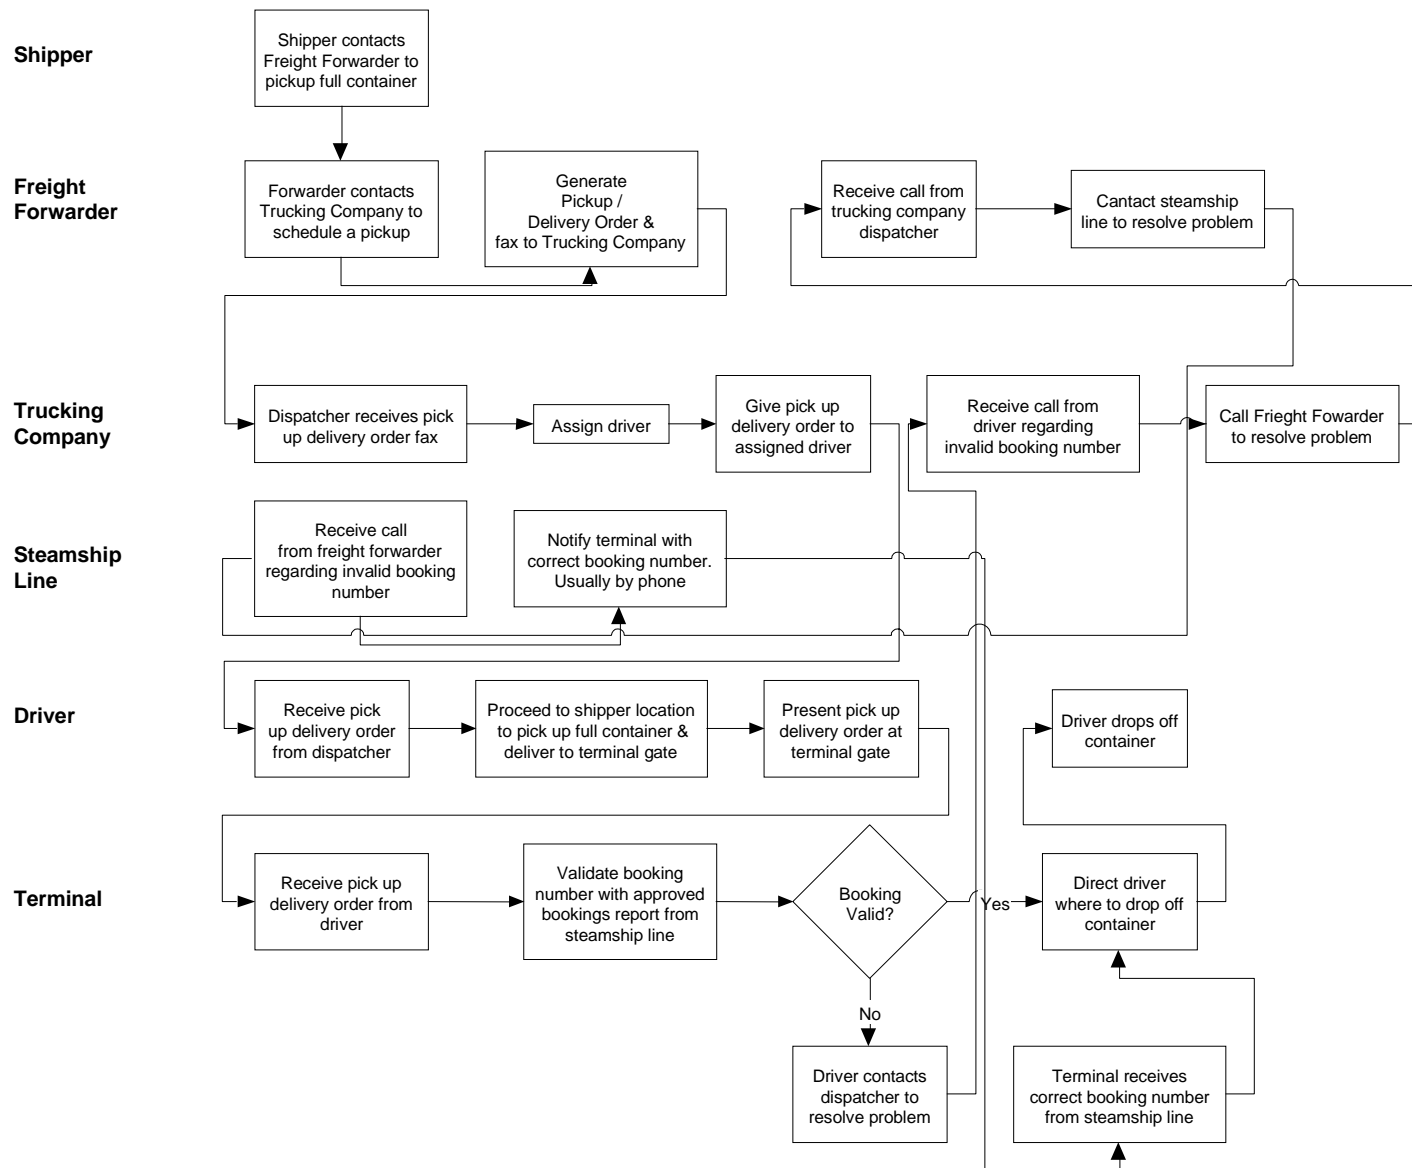 Shipper
Shipper contacts
Freight Forwarder to
pickup full container
Freight
Forwarder
Forwarder contacts
Trucking Company to
schedule a pickup
Generate
Pickup /
Delivery Order &
fax to Trucking Company
Receive call from
trucking company
dispatcher
Cantact steamship
line to resolve problem
Trucking
Company
Dispatcher receives pick
up delivery order fax
Assign driver
Give pick up
delivery order to
assigned driver
Receive call from
driver regarding
invalid booking number
Call Frieght Fowarder
to resolve problem
Steamship
Line
Receive call
from freight forwarder
regarding invalid booking
number
Notify terminal with
correct booking number.
Usually by phone
Driver
Receive pick
up delivery order
from dispatcher
Proceed to shipper location
to pick up full container &
deliver to terminal gate
Present pick up
delivery order at
terminal gate
Driver drops off
container
Terminal
Receive pick up
delivery order from
driver
Validate booking
number with approved
bookings report from
steamship line
Booking
Valid?
Yes
Direct driver
where to drop off
container
No
Driver contacts
dispatcher to
resolve problem
Terminal receives
correct booking number
from steamship line